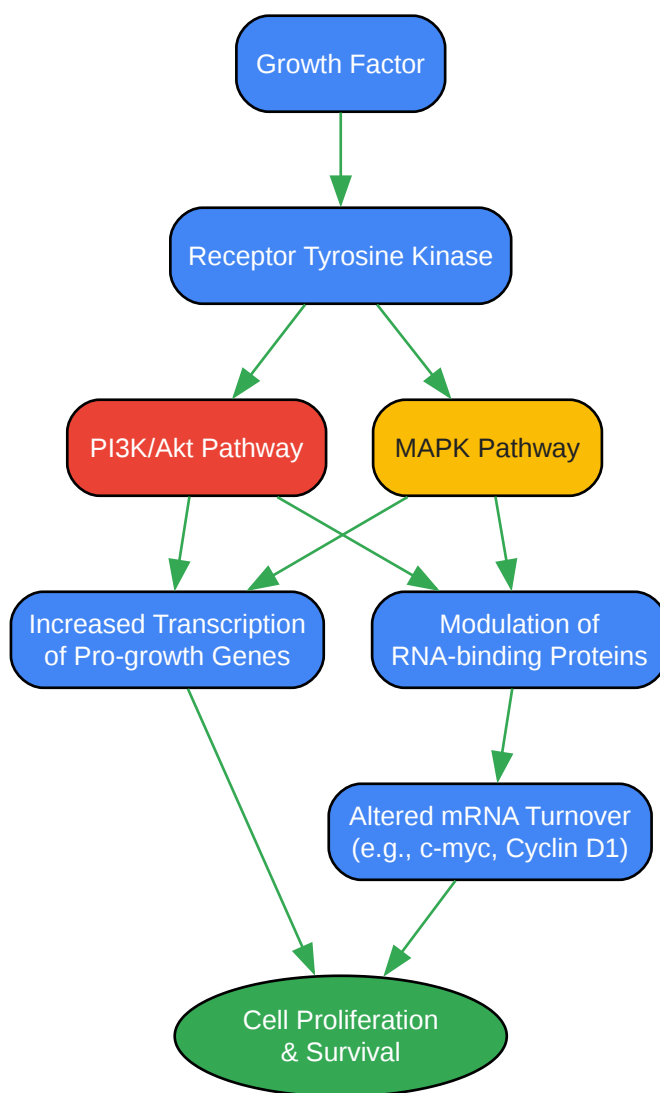 Growth Factor
Receptor Tyrosine Kinase
PI3K/Akt Pathway
MAPK Pathway
Increased Transcription
of Pro-growth Genes
Modulation of
RNA-binding Proteins
Altered mRNA Turnover
(e.g., c-myc, Cyclin D1)
Cell Proliferation
& Survival